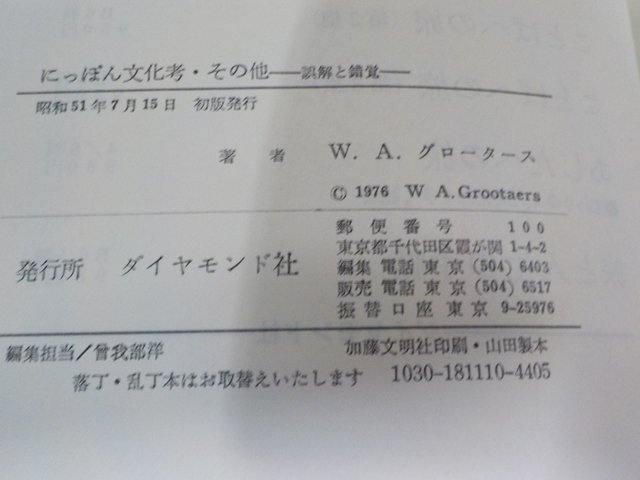 にっぽん文化考・その他――誤解と錯覚――
昭和51年7月15日 初版発行
著 者 W. A. グロータース
© 1976 W A.Grootaers
発行所 ダイヤモンド社
郵便番号 100
東京都千代田区霞が関 1-4-2
編集 電話 東京 (504) 6403
販売 電話 東京 (504) 6517
振替口座 東京 9-25976
編集担当/曾我部洋
加藤文明社印刷・山田製本
落丁・乱丁本はお取替えいたします 1030-181110-4405